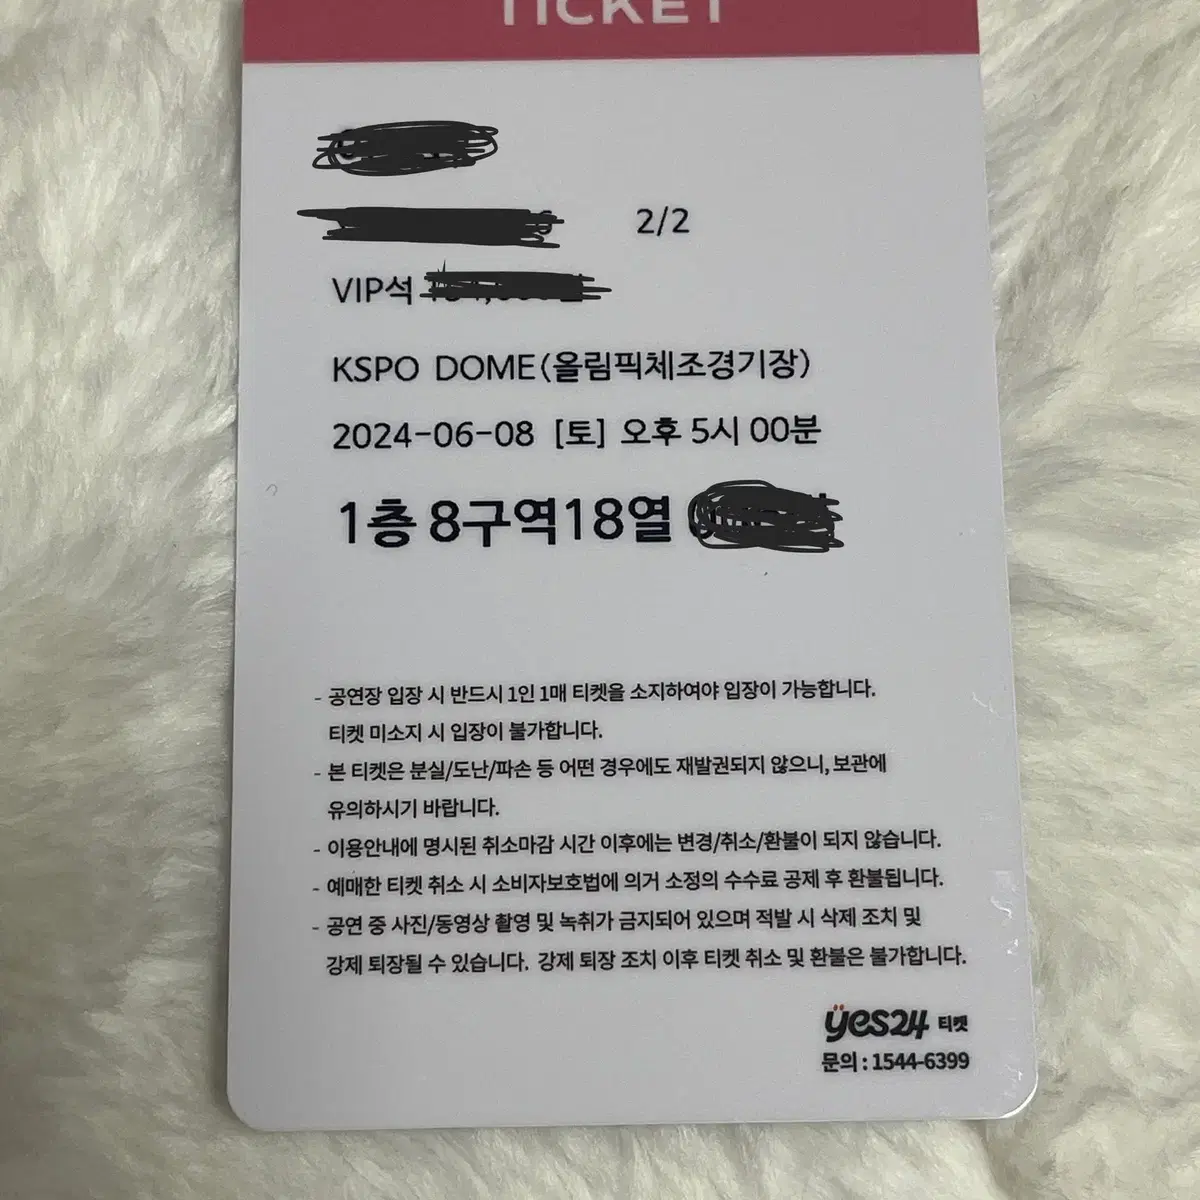 TICKET
2/2
VIP석
KSPO DOME(올림픽체조경기장)
2024-06-08 [토] 오후 5시 00분
1층 8구역18열
- 공연장 입장 시 반드시 1인 1매 티켓을 소지하여야 입장이 가능합니다.
티켓 미소지 시 입장이 불가합니다.
- 본 티켓은 분실/도난/파손 등 어떤 경우에도 재발권되지 않으니, 보관에
유의하시기 바랍니다.
- 이용안내에 명시된 취소마감 시간 이후에는 변경/취소/환불이 되지 않습니다.
- 예매한 티켓 취소 시 소비자보호법에 의거 소정의 수수료 공제 후 환불됩니다.
- 공연 중 사진/동영상 촬영 및 녹취가 금지되어 있으며 적발 시 삭제 조치 및
강제 퇴장될 수 있습니다. 강제 퇴장 조치 이후 티켓 취소 및 환불은 불가합니다.
yes24 티켓
문의 : 1544-6399